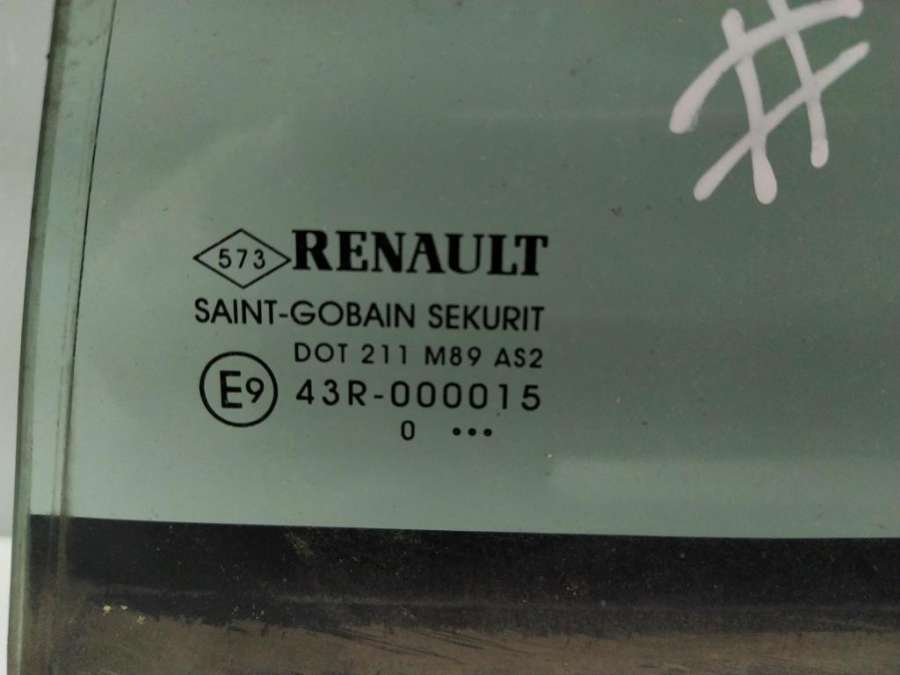 #
573 RENAULT
SAINT-GOBAIN SEKURIT
DOT 211 M89 AS2
E9 43R-000015
0 •••